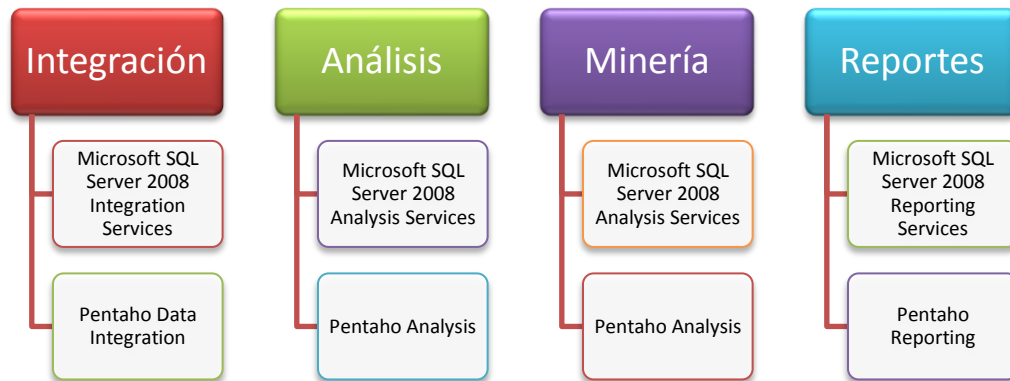 Integración
Microsoft SQL
Server 2008
Integration
Services
Pentaho Data
Integration
Análisis
Microsoft SQL
Server 2008
Analysis Services
Pentaho Analysis
Minería
Microsoft SQL
Server 2008
Analysis Services
Pentaho Analysis
Reportes
Microsoft SQL
Server 2008
Reporting
Services
Pentaho
Reporting